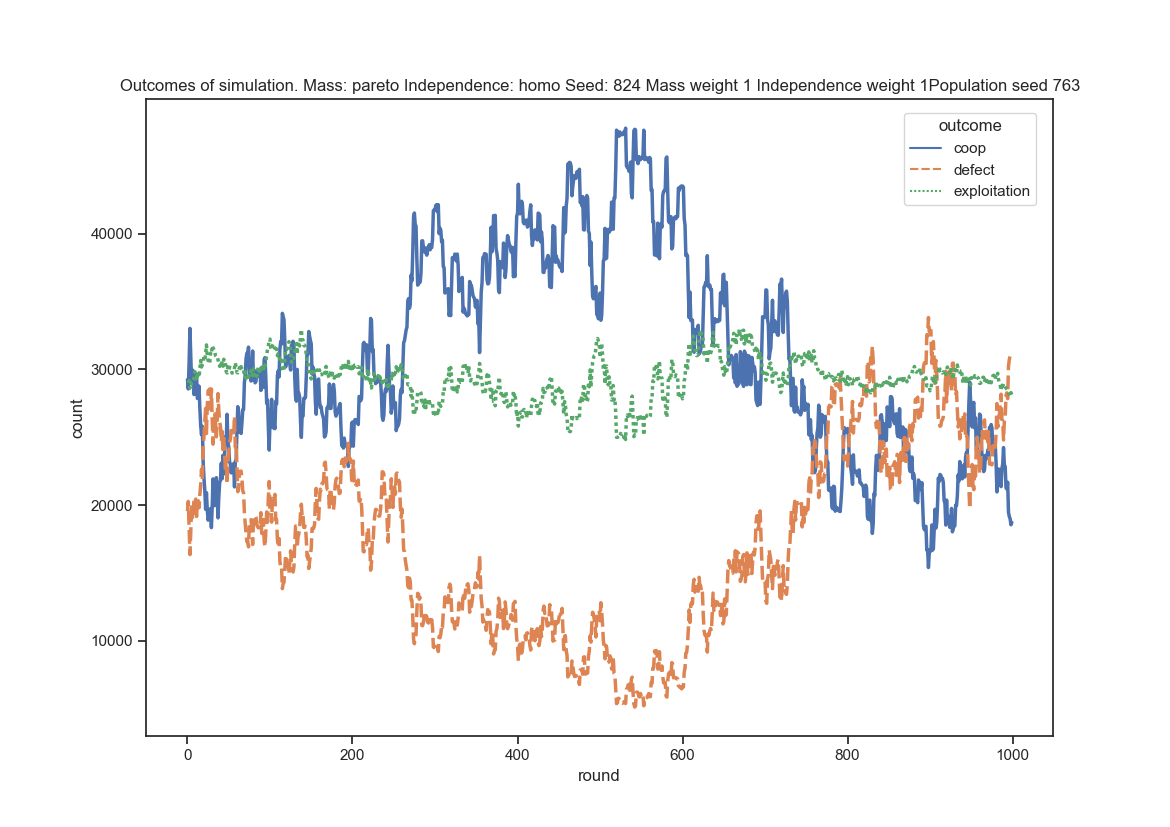 Outcomes of simulation. Mass: pareto Independence: homo Seed: 824 Mass weight 1 Independence weight 1Population seed 763
outcome
coop
defect
exploitation
40000
30000
20000
10000
count
0 200 400 600 800 1000
round